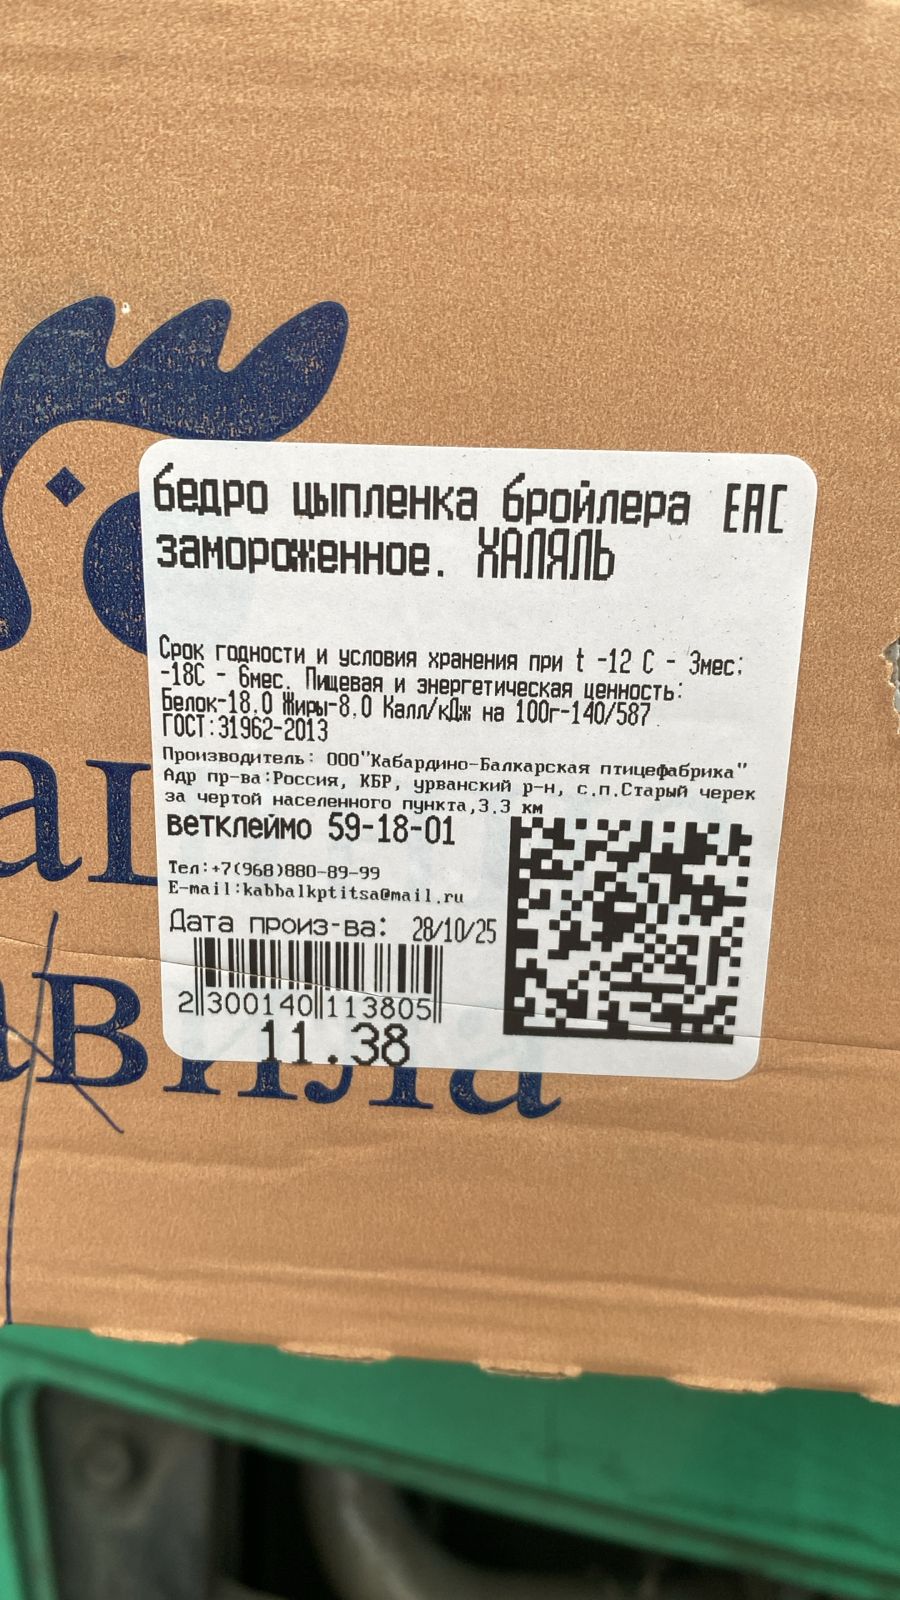 бедро цыпленка бройлера ЕАС
замороженное. ХАЛЯЛЬ
Срок годности и условия хранения при t -12 С - 3мес;
-18С - 6мес. Пищевая и энергетическая ценность:
Белок-18,0 Жиры-8,0 Калл/кДж на 100г-140/587
ГОСТ:31962-2013
Производитель: ООО"Кабардино-Балкарская птицефабрика"
Адр пр-ва:Россия, КБР, урванский р-н, с.п.Старый черек
за чертой населенного пункта,3.3 км
ветклеймо 59-18-01
Тел:+7(968)880-89-99
E-mail:kabbalkptitsa@mail.ru
Дата произ-ва: 28/10/25
2 300140 113805
11.38